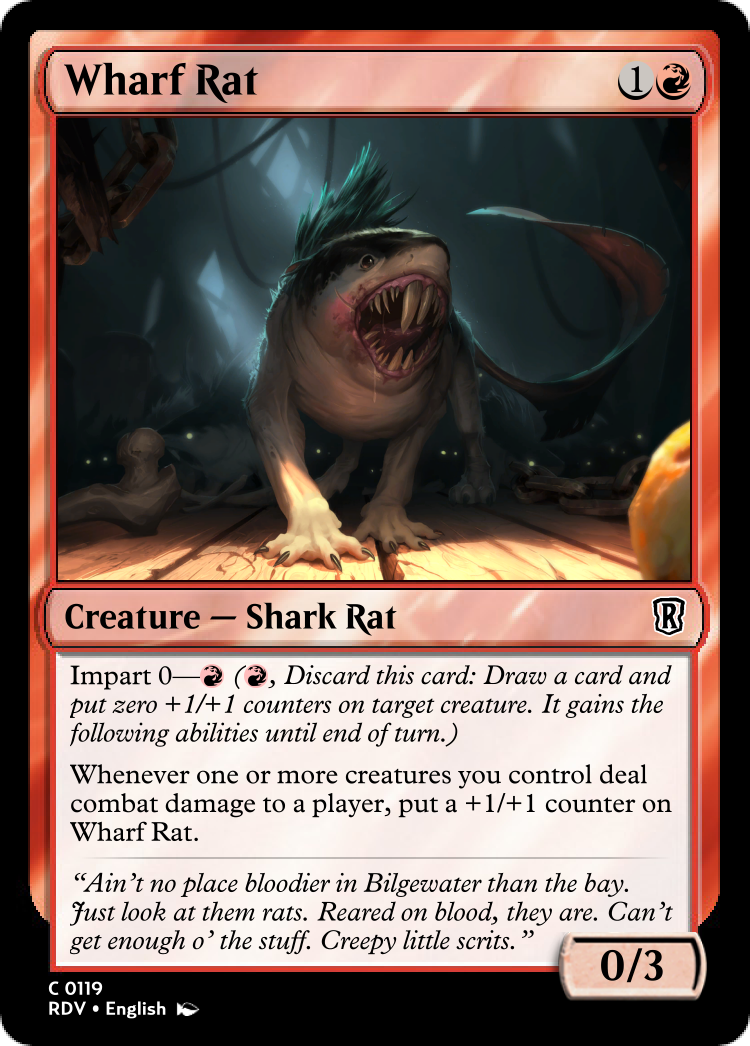 Wharf Rat 1
Creature — Shark Rat R
Impart 0— (, Discard this card: Draw a card and
put zero +1/+1 counters on target creature. It gains the
following abilities until end of turn.)
Whenever one or more creatures you control deal
combat damage to a player, put a +1/+1 counter on
Wharf Rat.
“Ain’t no place bloodier in Bilgewater than the bay.
Just look at them rats. Reared on blood, they are. Can’t
get enough o’ the stuff. Creepy little scrits.”
0/3
C 0119
RDV • English